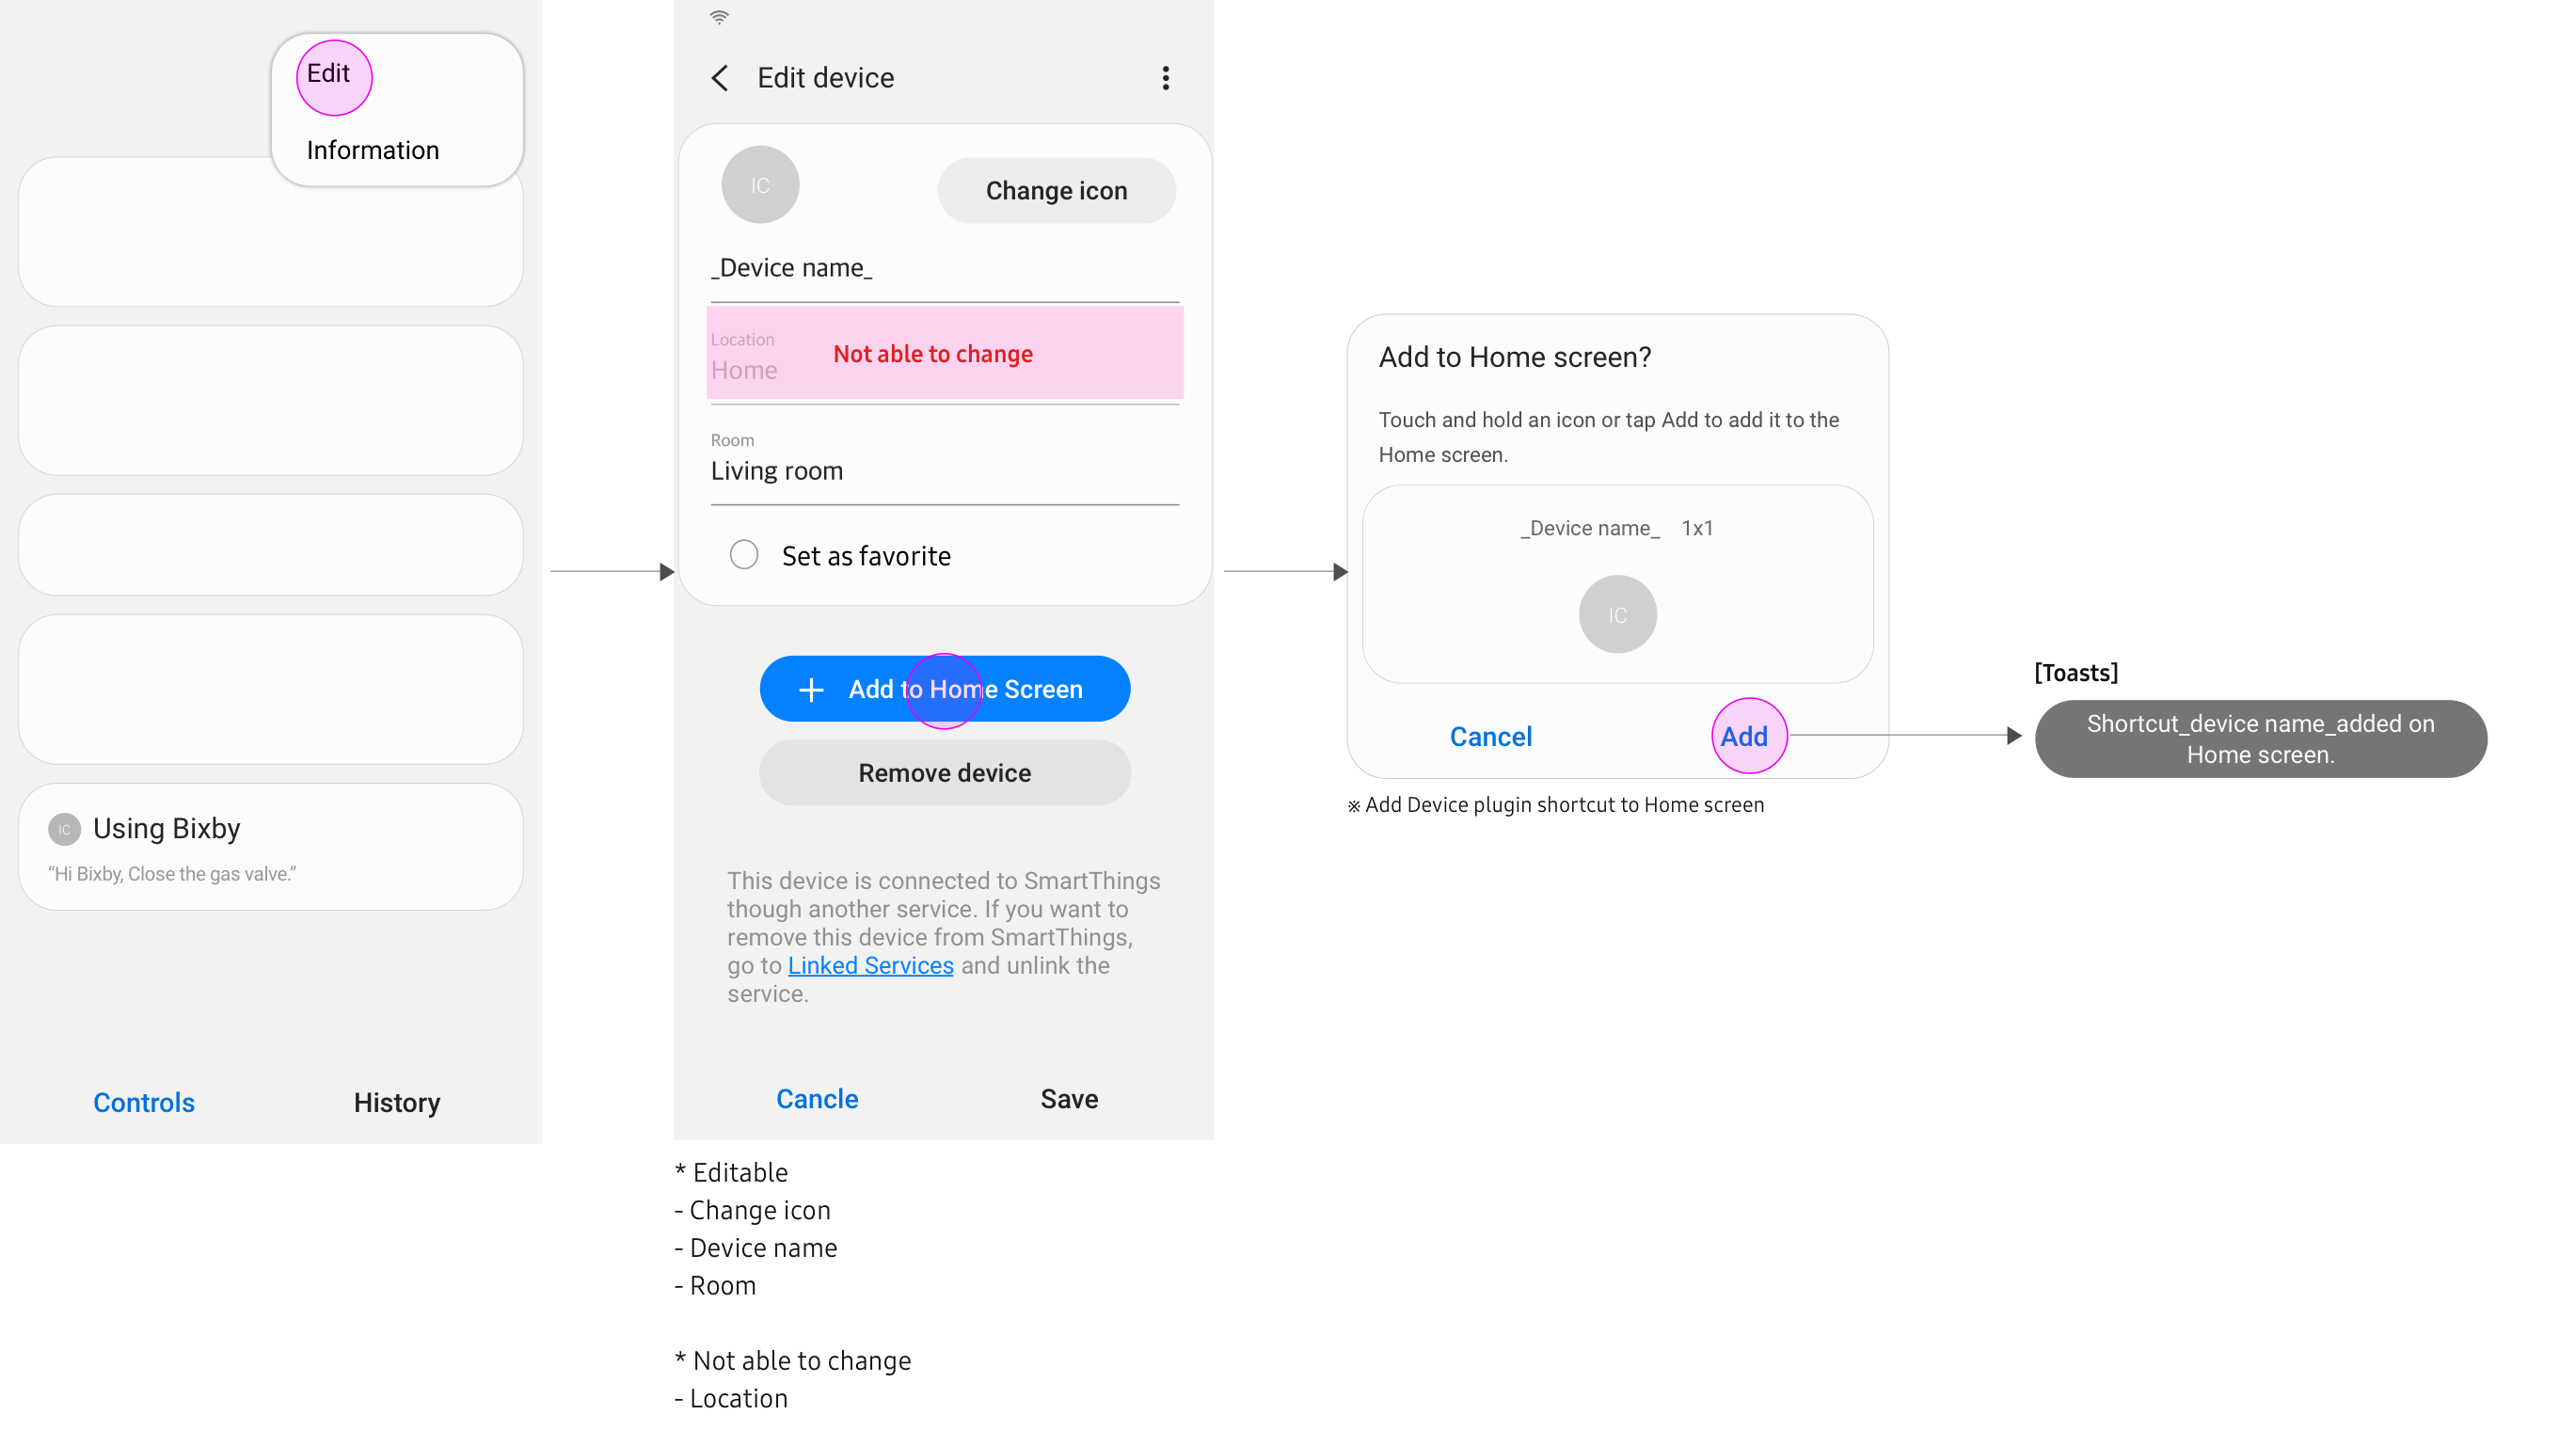 Edit
Information
IC Using Bixby
“Hi Bixby, Close the gas valve.”
Controls
History
Edit device
IC
Change icon
_Device name_
Location
Home
Not able to change
Room
Living room
Set as favorite
Add to Home Screen
Remove device
This device is connected to SmartThings
though another service. If you want to
remove this device from SmartThings,
go to Linked Services and unlink the
service.
Cancle
Save
* Editable
- Change icon
- Device name
- Room
* Not able to change
- Location
Add to Home screen?
Touch and hold an icon or tap Add to add it to the
Home screen.
_Device name_ 1x1
IC
Cancel
Add
※ Add Device plugin shortcut to Home screen
[Toasts]
Shortcut_device name_added on
Home screen.